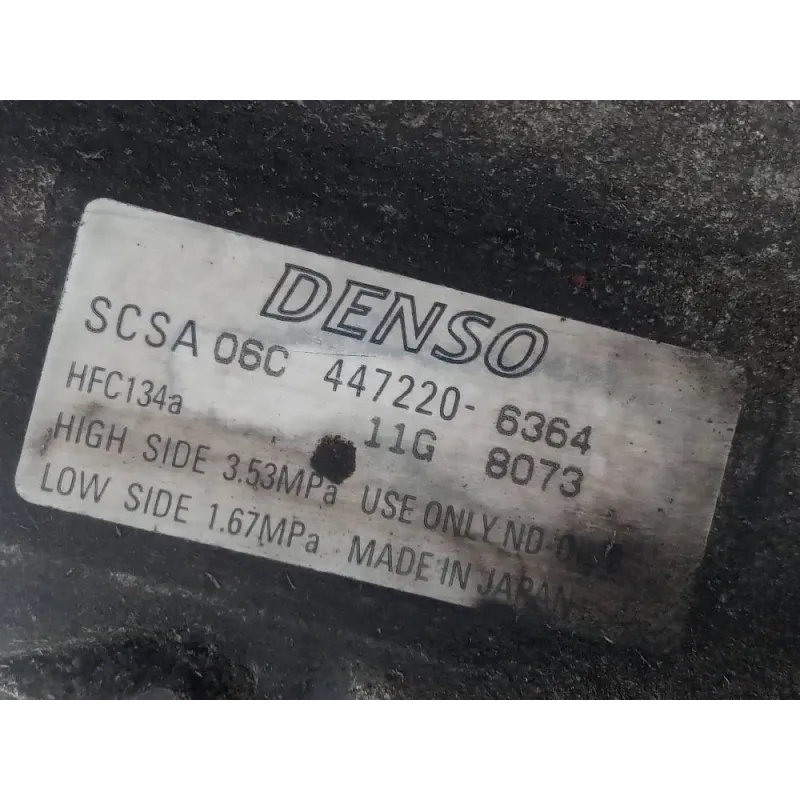 DENSO
SCSA 06C 447220-6364
HFC134a 11G 8073
HIGH SIDE 3.53MPa USE ONLY ND-
LOW SIDE 1.67MPa MADE IN JAPAN